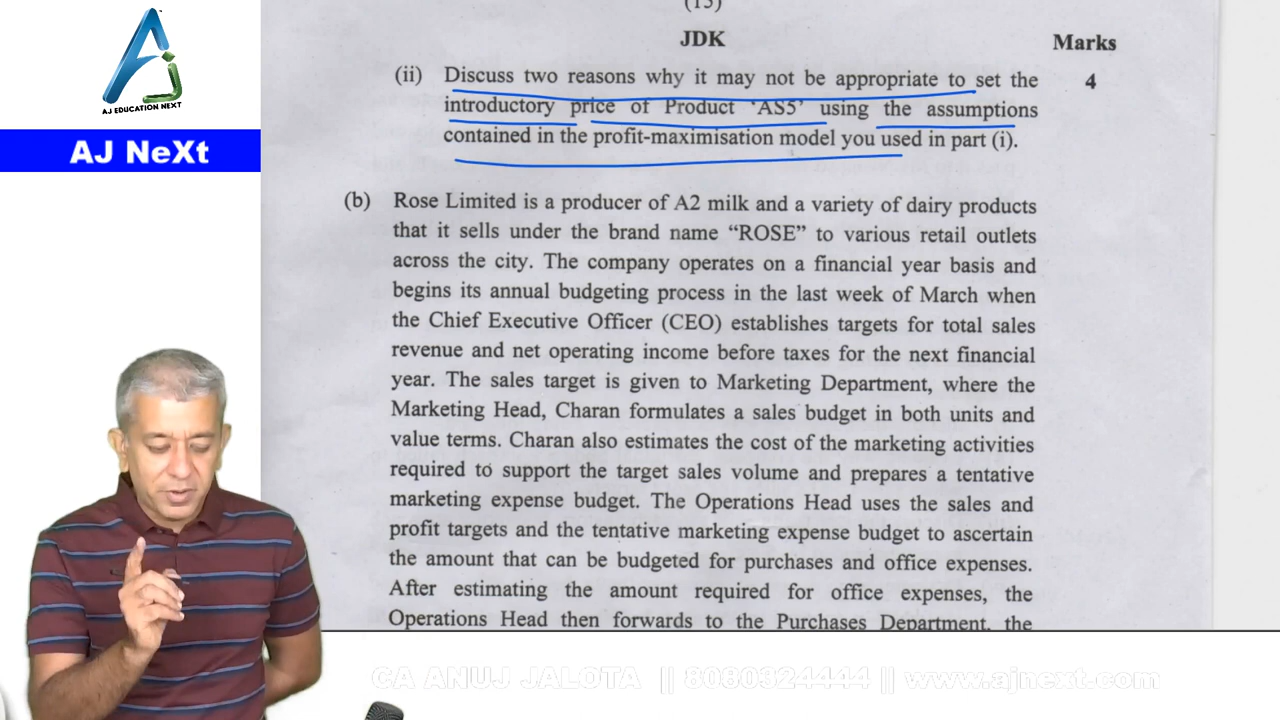 (15)
JDK
Marks
(ii) Discuss two reasons why it may not be appropriate to set the 4
introductory price of Product 'AS5' using the assumptions
contained in the profit-maximisation model you used in part (i).
(b) Rose Limited is a producer of A2 milk and a variety of dairy products
that it sells under the brand name “ROSE” to various retail outlets
across the city. The company operates on a financial year basis and
begins its annual budgeting process in the last week of March when
the Chief Executive Officer (CEO) establishes targets for total sales
revenue and net operating income before taxes for the next financial
year. The sales target is given to Marketing Department, where the
Marketing Head, Charan formulates a sales budget in both units and
value terms. Charan also estimates the cost of the marketing activities
required to support the target sales volume and prepares a tentative
marketing expense budget. The Operations Head uses the sales and
profit targets and the tentative marketing expense budget to ascertain
the amount that can be budgeted for purchases and office expenses.
After estimating the amount required for office expenses, the
Operations Head then forwards to the Purchases Department, the
AJ EDUCATION NEXT
AJ NeXt
CA ANUJ JALOTA || 8080924444 || www.ajnext.com